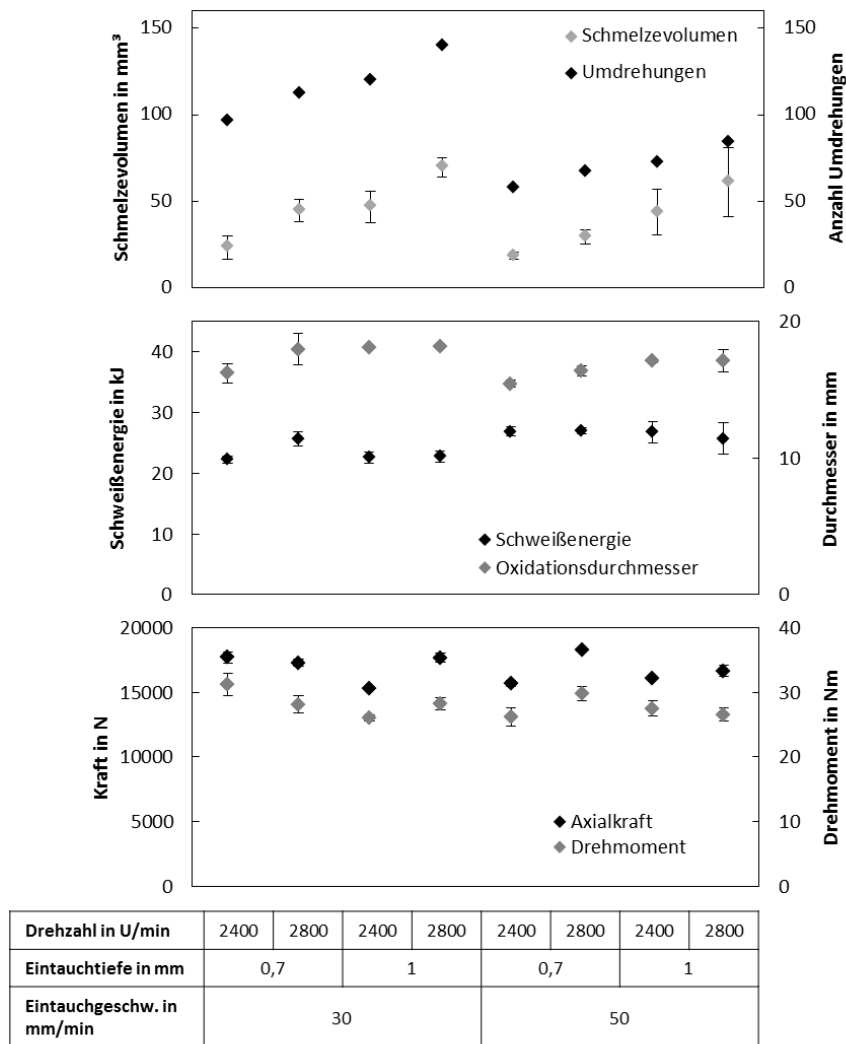 150
100
50
0
Schmelzevolumen in mm³
Schmelzevolumen
Umdrehungen
150
100
50
0
Anzahl Umdrehungen
40
30
20
10
0
Schweißenergie in kJ
Schweißenergie
Oxidationsdurchmesser
20
10
0
Durchmesser in mm
20000
15000
10000
5000
0
Kraft in N
Axialkraft
Drehmoment
40
30
20
10
0
Drehmoment in Nm
Drehzahl in U/min 2400 2800 2400 2800 2400 2800 2400 2800
Eintauchtiefe in mm 0,7 1 0,7 1
Eintauchgeschw. in
mm/min 30 50